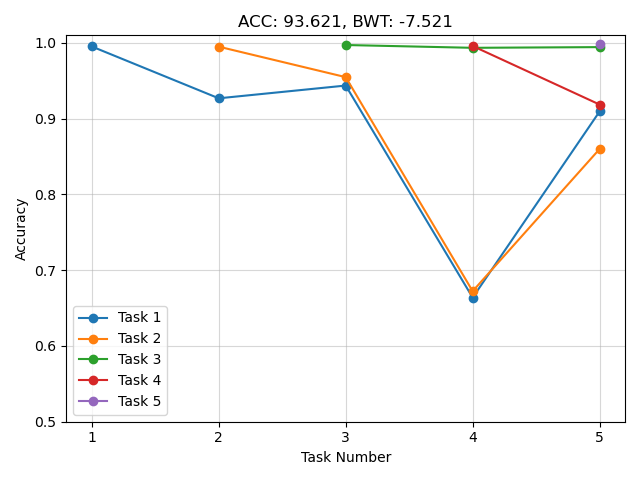 ACC: 93.621, BWT: -7.521
1.0
0.9
0.8
0.7
0.6
0.5
Accuracy
Task 1
Task 2
Task 3
Task 4
Task 5
1 2 3 4 5
Task Number